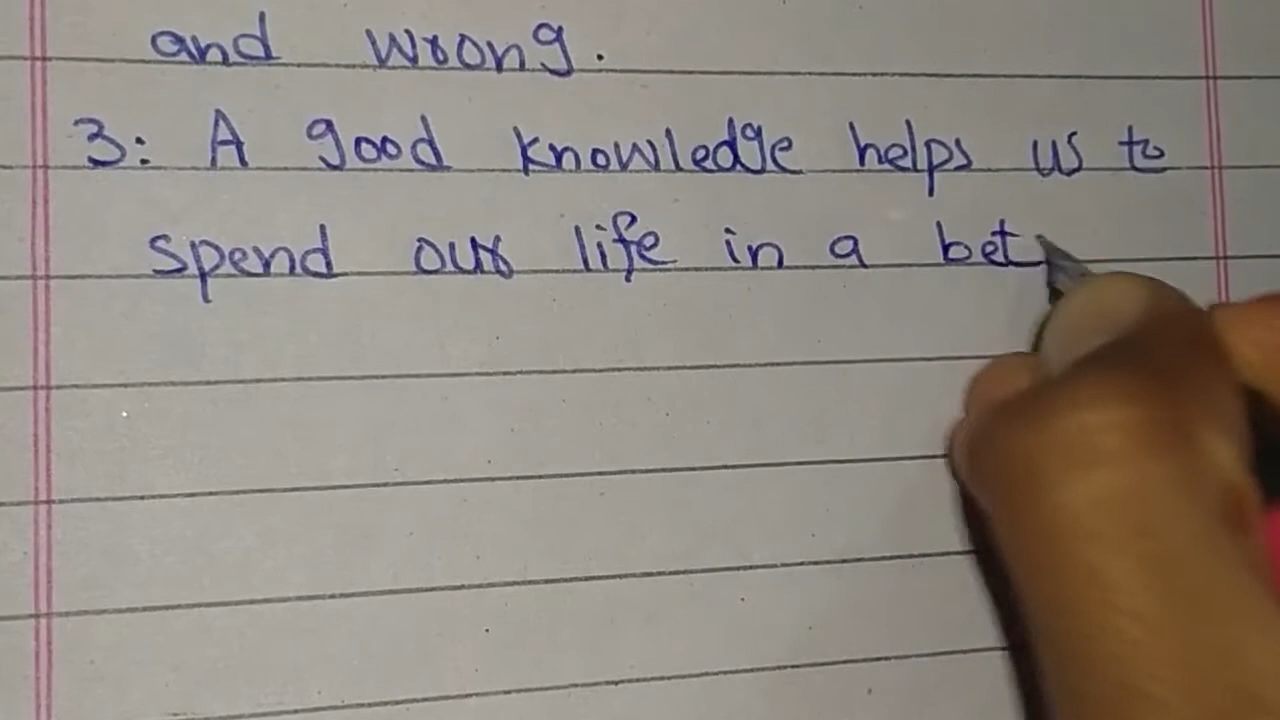 and wrong.
3: A good knowledge helps us to
spend our life in a bet